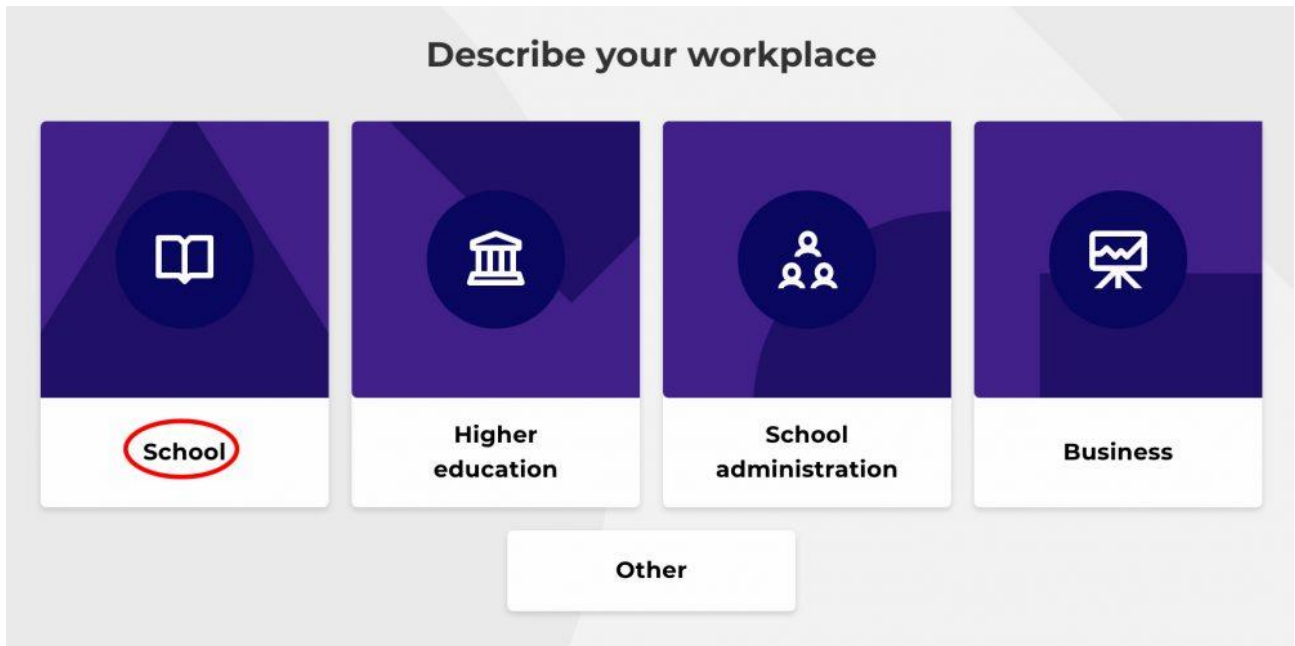 Describe your workplace
School
Higher
education
School
administration
Business
Other